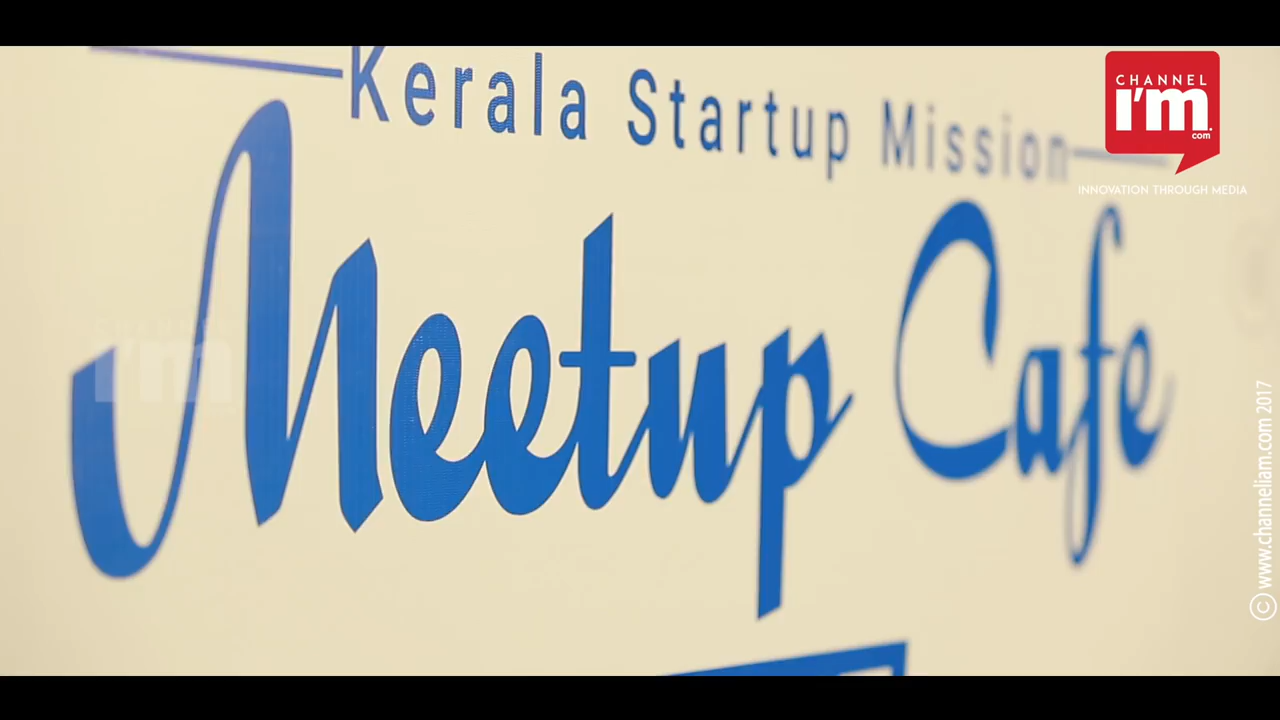 Kerala Startup Mission
Meetup Cafe
CHANNEL
I'm
.com
INNOVATION THROUGH MEDIA
I'm
© www.channeliam.com 2017